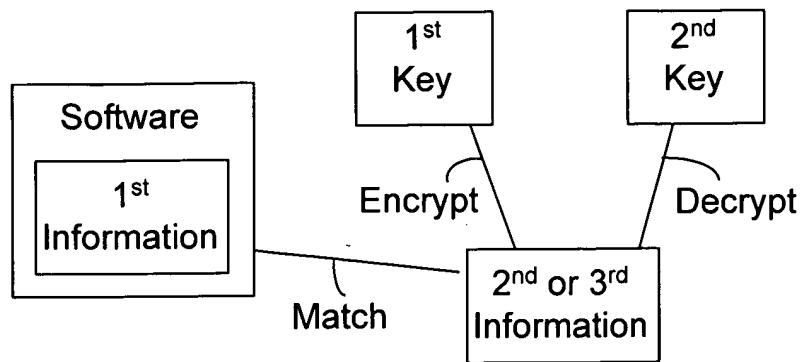 1st
Key
2nd
Key
Software
1st
Information
Encrypt
Decrypt
Match
2nd or 3rd
Information